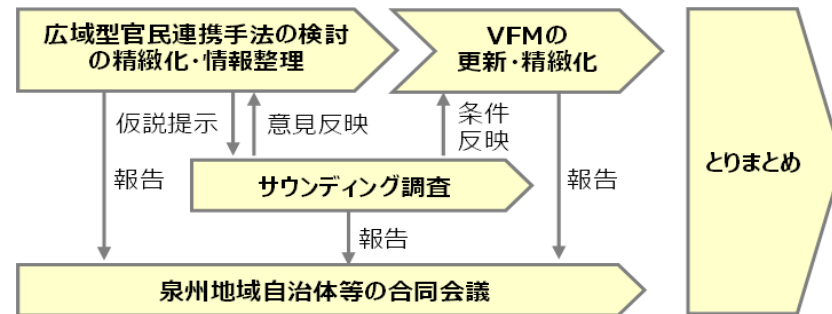 広域型官民連携手法の検討
の精緻化･情報整理
VFMの
更新･精緻化
仮説提示
意見反映
条件
反映
報告
サウンディング調査
報告
報告
泉州地域自治体等の合同会議
とりまとめ